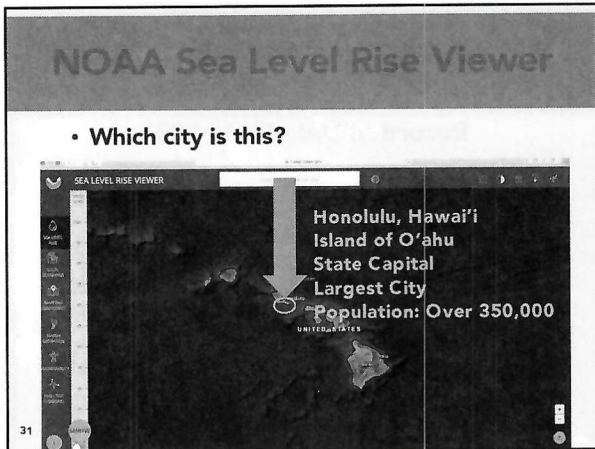 NOAA Sea Level Rise Viewer
• Which city is this?
SEA LEVEL RISE VIEWER
Honolulu, Hawai'i
Island of O'ahu
State Capital
Largest City
Population: Over 350,000
UNITED STATES
31